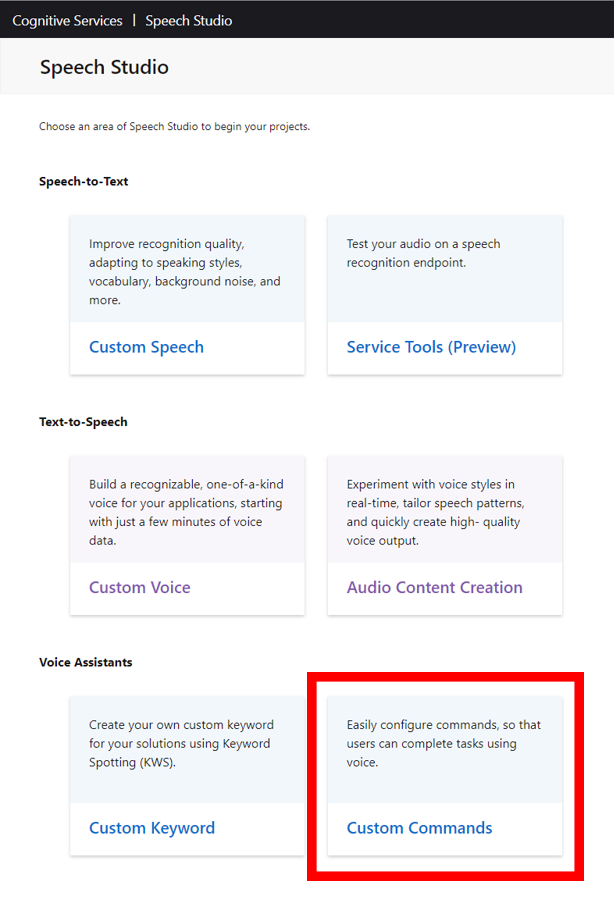 Cognitive Services | Speech Studio
Speech Studio
Choose an area of Speech Studio to begin your projects.
Speech-to-Text
Improve recognition quality,
adapting to speaking styles,
vocabulary, background noise, and
more.
Custom Speech
Test your audio on a speech
recognition endpoint.
Service Tools (Preview)
Text-to-Speech
Build a recognizable, one-of-a-kind
voice for your applications, starting
with just a few minutes of voice
data.
Custom Voice
Experiment with voice styles in
real-time, tailor speech patterns,
and quickly create high- quality
voice output.
Audio Content Creation
Voice Assistants
Create your own custom keyword
for your solutions using Keyword
Spotting (KWS).
Custom Keyword
Easily configure commands, so that
users can complete tasks using
voice.
Custom Commands